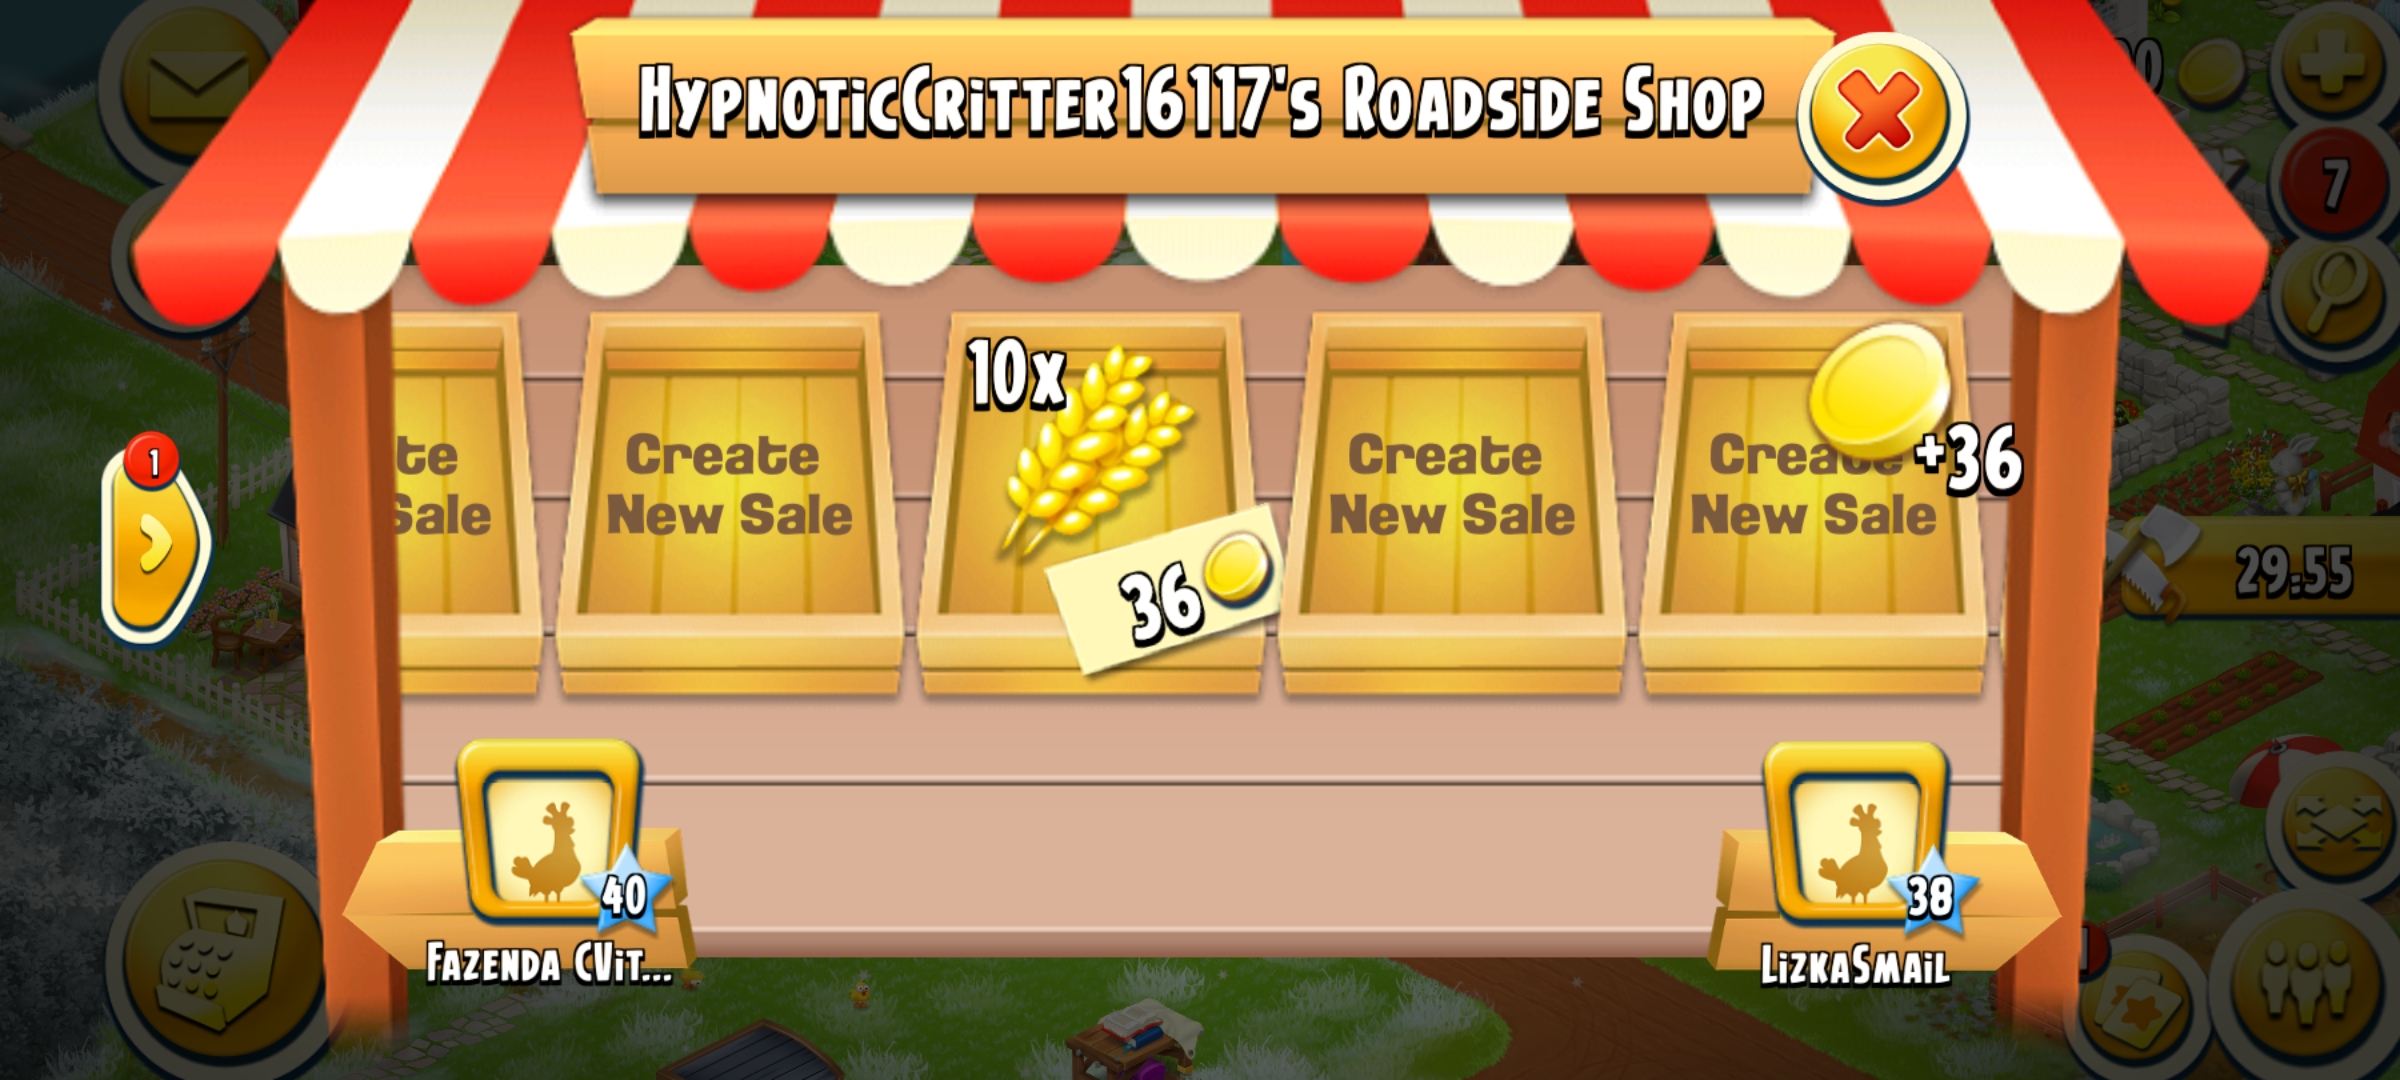 HypnoticCritter16117's Roadside Shop
7
1
te
Sale
Create
New Sale
10x
36
Create
New Sale
Create
New Sale
+36
29:55
40
Fazenda CVit...
38
LizkaSmail